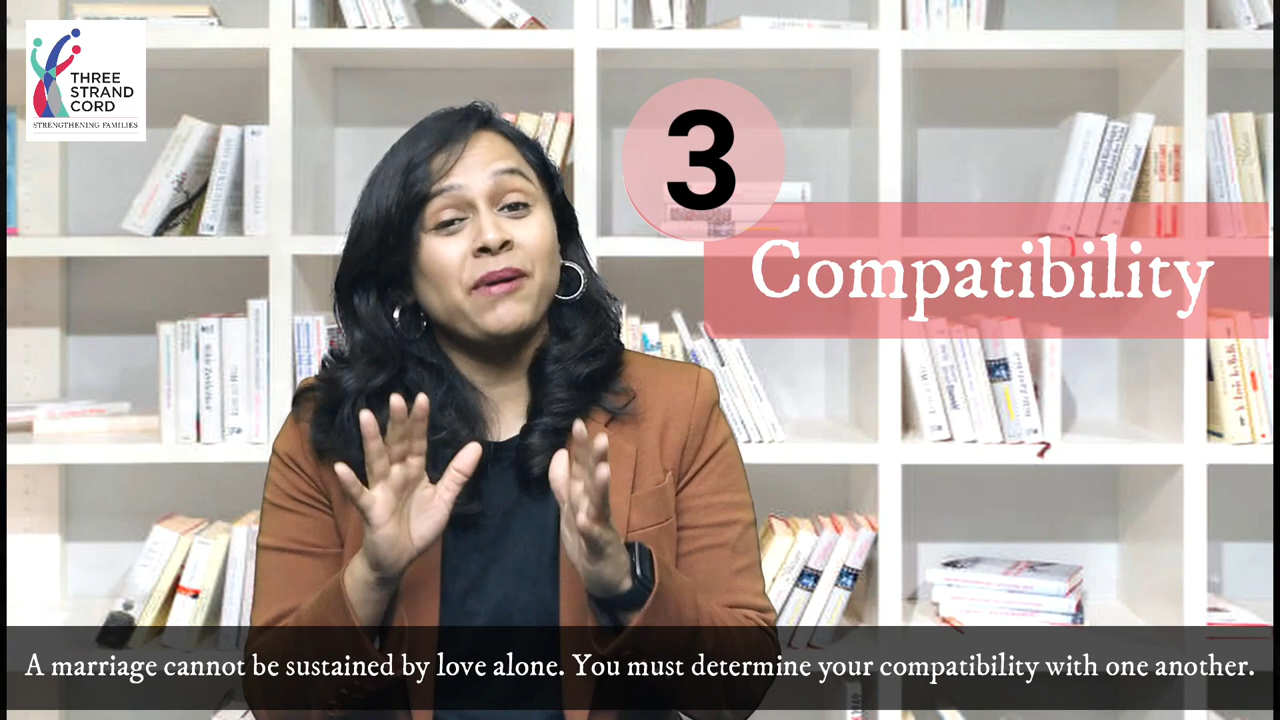 THREE
STRAND
CORD
STRENGTHENING FAMILIES
3
Compatibility
A marriage cannot be sustained by love alone. You must determine your compatibility with one another.